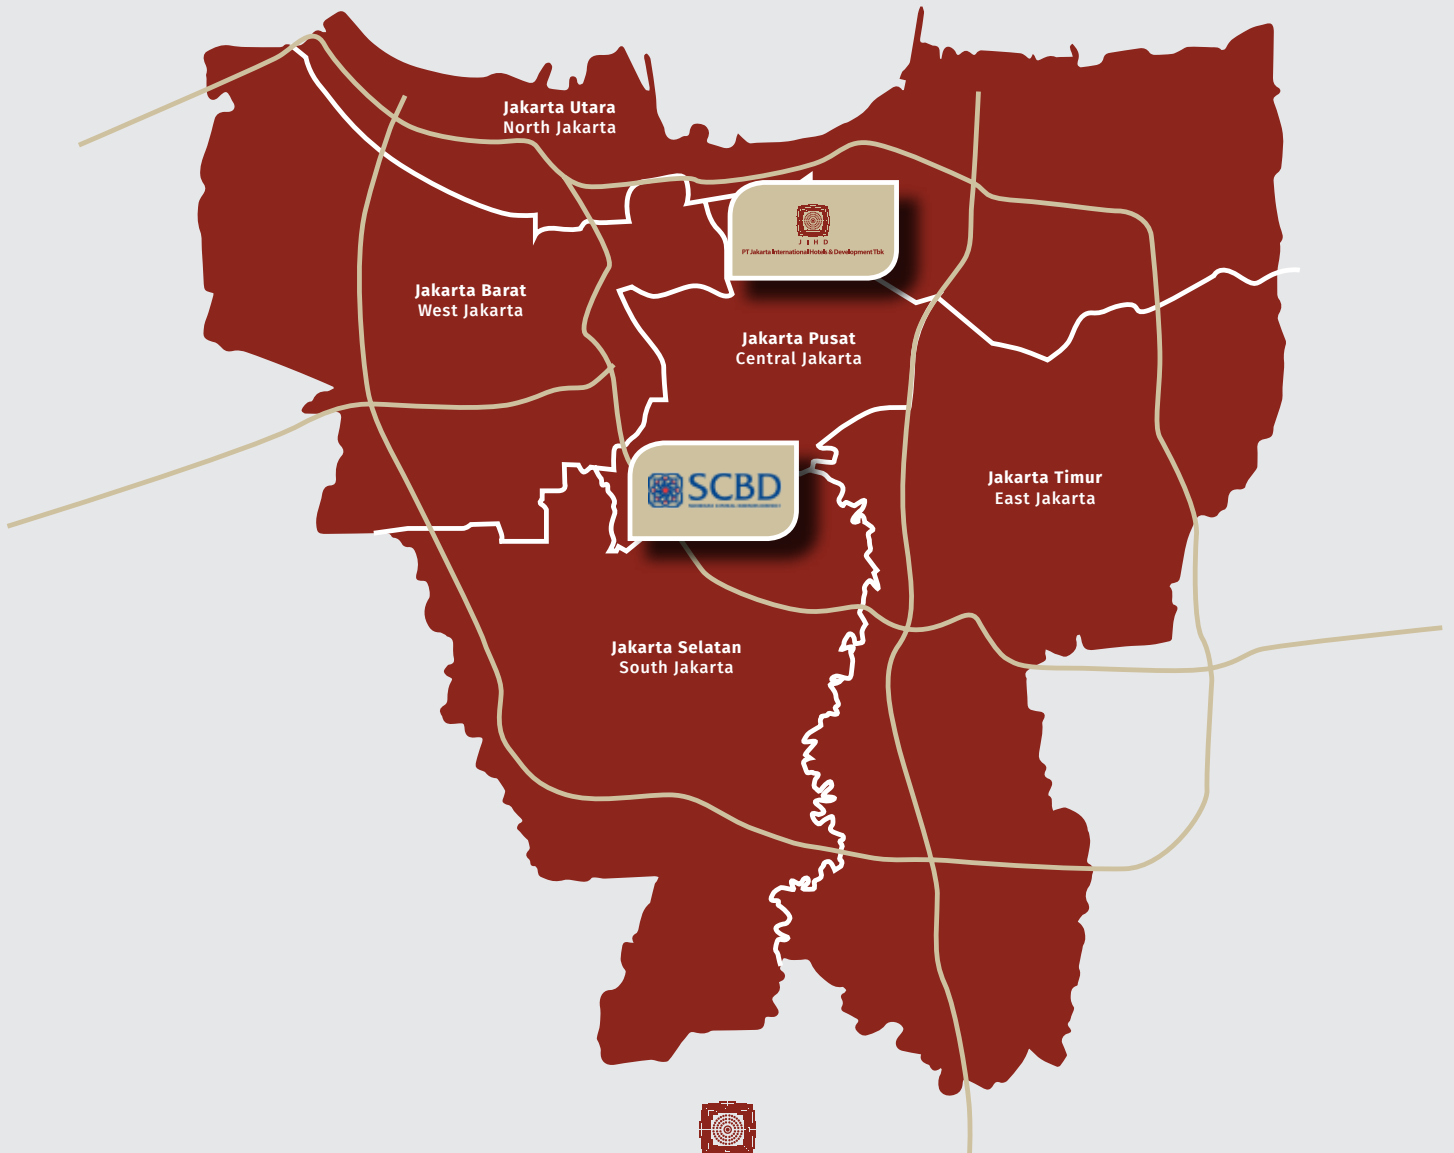 Jakarta Utara
North Jakarta
J I H D
PT Jakarta International Hotels & Development Tbk
Jakarta Barat
West Jakarta
Jakarta Pusat
Central Jakarta
SCBD
Jakarta Timur
East Jakarta
Jakarta Selatan
South Jakarta